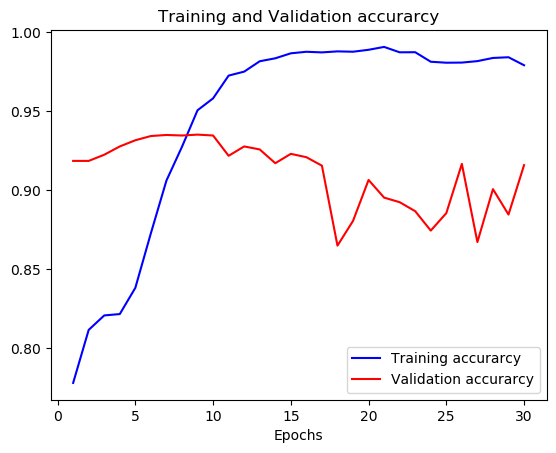 Training and Validation accurarcy
1.00
0.95
0.90
0.85
0.80
Training accurarcy
Validation accurarcy
0 5 10 15 20 25 30
Epochs